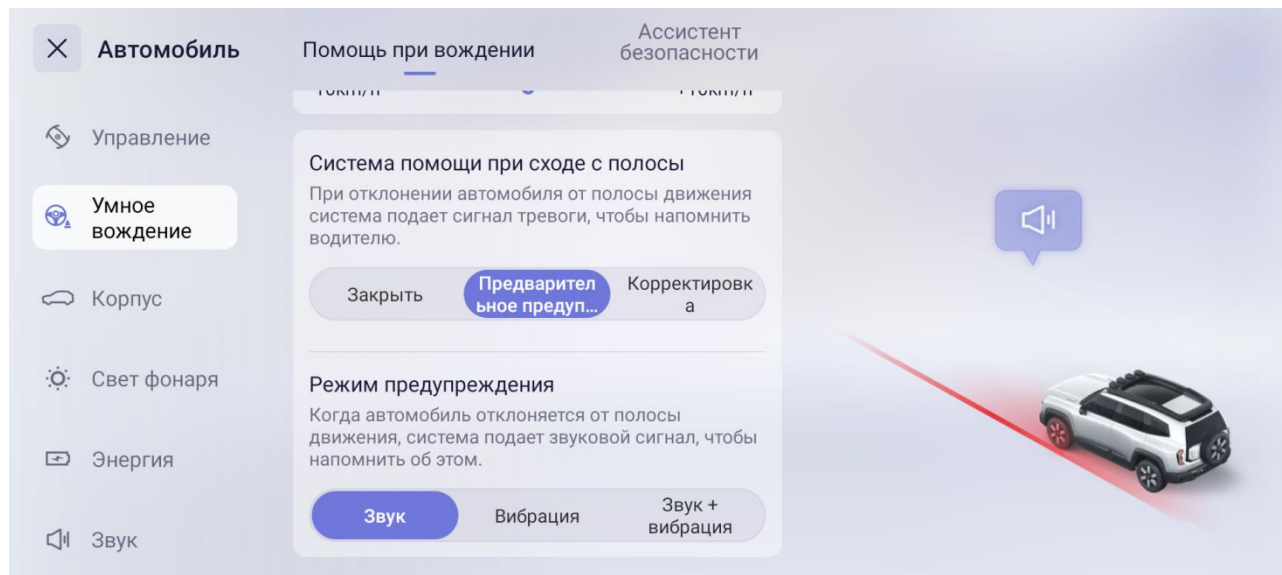 Автомобиль
Помощь при вождении
Ассистент
безопасности
Управление
Умное
вождение
Корпус
Свет фонаря
Энергия
Звук
Система помощи при сходе с полосы
При отклонении автомобиля от полосы движения
система подает сигнал тревоги, чтобы напомнить
водителю.
Закрыть
Предварител
ьное предуп...
Корректировк
а
Режим предупреждения
Когда автомобиль отклоняется от полосы
движения, система подает звуковой сигнал, чтобы
напомнить об этом.
Звук
Вибрация
Звук +
вибрация